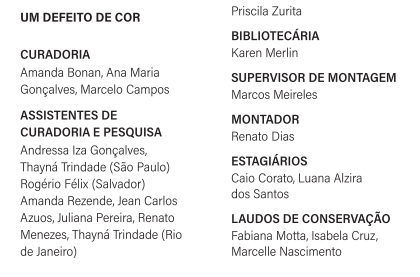 UM DEFEITO DE COR
CURADORIA
Amanda Bonan, Ana Maria
Gonçalves, Marcelo Campos
ASSISTENTES DE
CURADORIA E PESQUISA
Andressa Iza Gonçalves,
Thayná Trindade (São Paulo)
Rogério Félix (Salvador)
Amanda Rezende, Jean Carlos
Azuos, Juliana Pereira, Renato
Menezes, Thayná Trindade (Rio
de Janeiro)
Priscila Zurita
BIBLIOTECÁRIA
Karen Merlin
SUPERVISOR DE MONTAGEM
Marcos Meireles
MONTADOR
Renato Dias
ESTAGIÁRIOS
Caio Corato, Luana Alzira
dos Santos
LAUDOS DE CONSERVAÇÃO
Fabiana Motta, Isabela Cruz,
Marcelle Nascimento